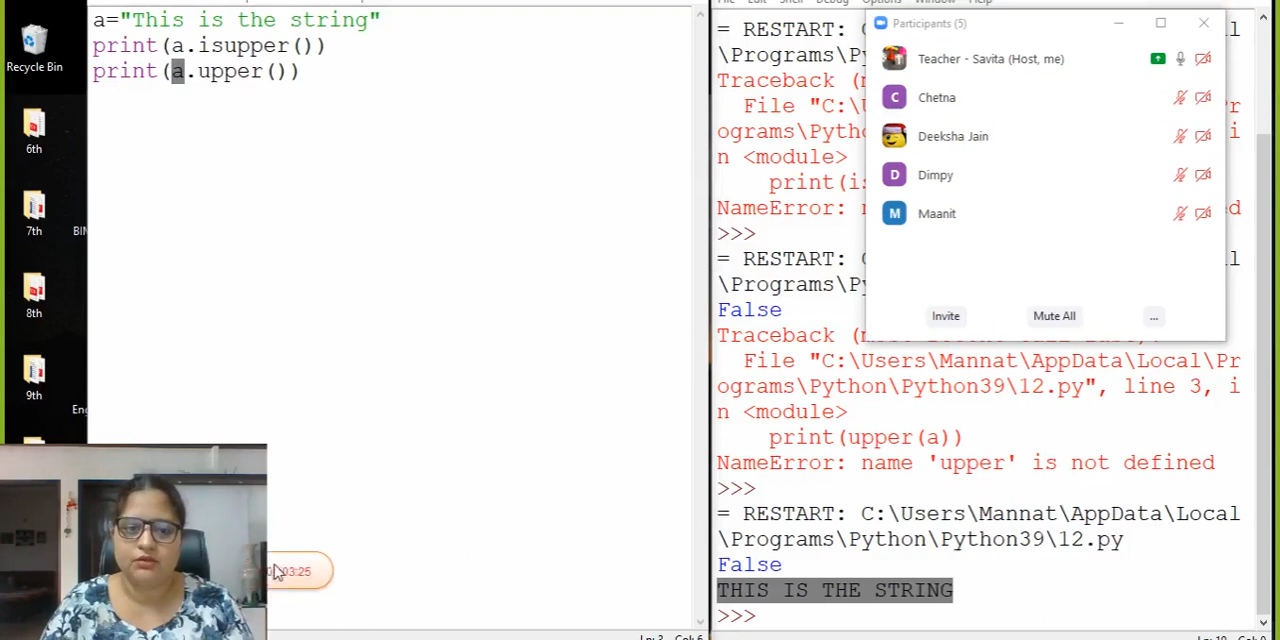 Recycle Bin
6th
7th
BIN
8th
9th
Eng
a="This is the string"
print(a.isupper())
print(a.upper())
03:25
= RESTART: C
\Programs\Py
Traceback (m
File "C:\U
ograms\Pytho
n <module>
print(is
NameError: n
>>>
= RESTART: C
\Programs\Py
False
Traceback
File "C:\Users\Mannat\AppData\Local\Pr
ograms\Python\Python39\12.py", line 3, i
n <module>
print(upper(a))
NameError: name 'upper' is not defined
>>>
= RESTART: C:\Users\Mannat\AppData\Local
\Programs\Python\Python39\12.py
False
THIS IS THE STRING
>>>
Participants (5)
Teacher - Savita (Host, me)
C Chetna
Deeksha Jain
D Dimpy
M Maanit
Invite
Mute All
...